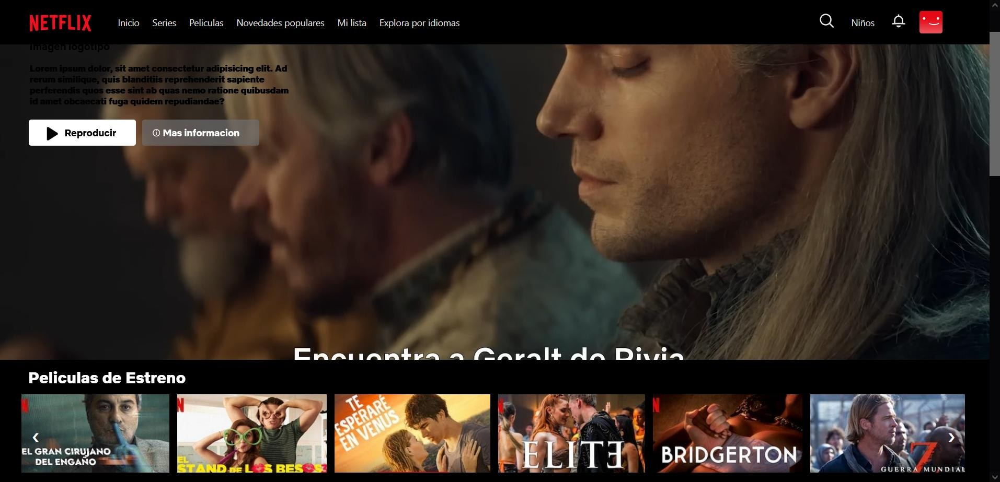 NETFLIX
Inicio Series Peliculas Novedades populares Mi lista Explora por idiomas
Niños
Imagen logotipo
Lorem ipsum dolor, sit amet consectetur adipisicing elit. Ad
rerum similique, quis blanditiis reprehenderit sapiente
perferendis quos esse sint ab quas nemo ratione quibusdam
id amet obcaecati fuga quidem repudiandae?
Reproducir
Mas informacion
Encuentra a Geralt de Rivia
Peliculas de Estreno
N
EL GRAN CIRUJANO
DEL ENGAÑO
N
EL
STAND DE LOS BESOS 3
TE
ESPERARÉ
EN VENUS
ELITE
N
BRIDGERTON
Z
GUERRA MUNDIAL